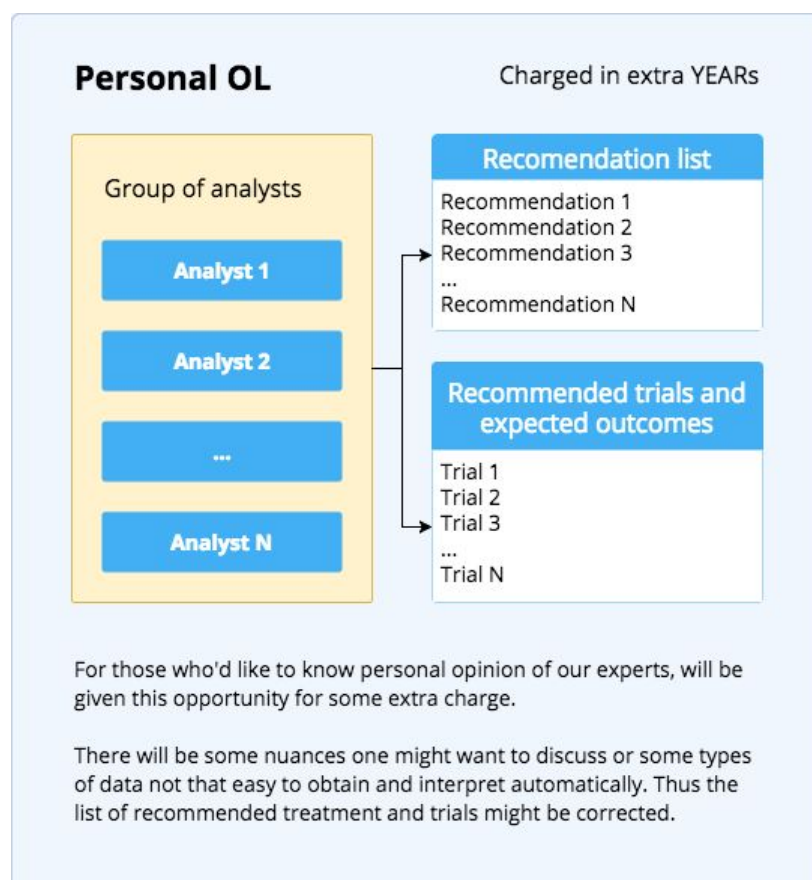 Personal OL
Charged in extra YEARs
Group of analysts
Analyst 1
Analyst 2
...
Analyst N
Recomendation list
Recommendation 1
Recommendation 2
Recommendation 3
...
Recommendation N
Recommended trials and
expected outcomes
Trial 1
Trial 2
Trial 3
...
Trial N
For those who'd like to know personal opinion of our experts, will be
given this opportunity for some extra charge.
There will be some nuances one might want to discuss or some types
of data not that easy to obtain and interpret automatically. Thus the
list of recommended treatment and trials might be corrected.